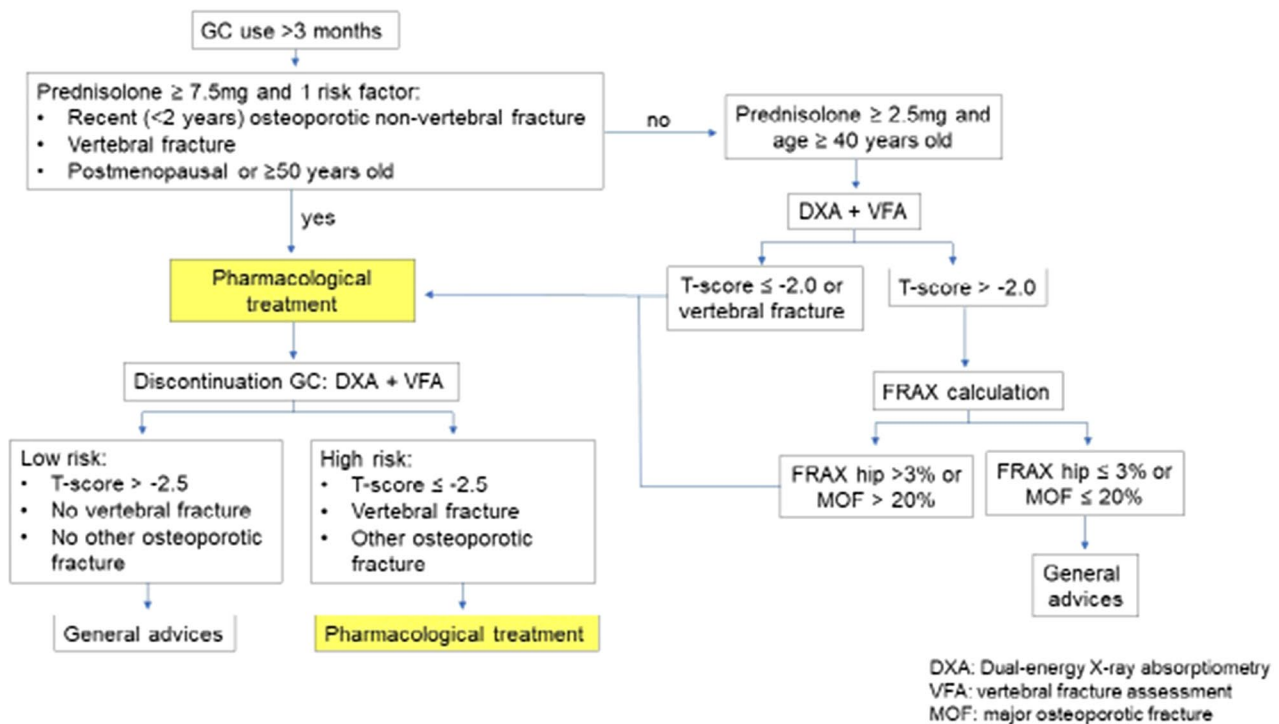 GC use >3 months
Prednisolone ≥ 7.5mg and 1 risk factor:
• Recent (<2 years) osteoporotic non-vertebral fracture
• Vertebral fracture
• Postmenopausal or ≥50 years old
no
Prednisolone ≥ 2.5mg and
age ≥ 40 years old
yes
DXA + VFA
Pharmacological
treatment
T-score ≤ -2.0 or
vertebral fracture
T-score > -2.0
Discontinuation GC: DXA + VFA
FRAX calculation
Low risk:
• T-score > -2.5
• No vertebral fracture
• No other osteoporotic
fracture
High risk:
• T-score ≤ -2.5
• Vertebral fracture
• Other osteoporotic
fracture
FRAX hip >3% or
MOF > 20%
FRAX hip ≤ 3% or
MOF ≤ 20%
General
advices
General advices
Pharmacological treatment
DXA: Dual-energy X-ray absorptiometry
VFA: vertebral fracture assessment
MOF: major osteoporotic fracture